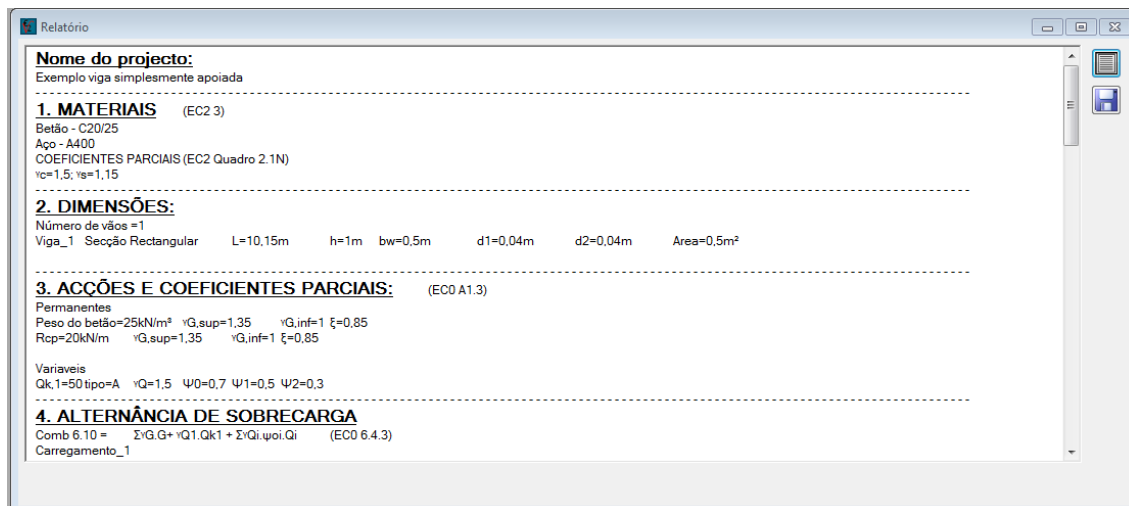 Relatório
Nome do projecto:
Exemplo viga simplesmente apoiada
1. MATERIAIS (EC2 3)
Betão - C20/25
Aço - A400
COEFICIENTES PARCIAIS (EC2 Quadro 2.1N)
γc=1,5; γs=1,15
2. DIMENSÕES:
Número de vãos =1
Viga_1 Secção Rectangular L=10,15m h=1m bw=0,5m d1=0,04m d2=0,04m Area=0,5m²
3. ACÇÕES E COEFICIENTES PARCIAIS: (EC0 A1.3)
Permanentes
Peso do betão=25kN/m³ γG,sup=1,35 γG,inf=1 ξ=0,85
Rcp=20kN/m γG,sup=1,35 γG,inf=1 ξ=0,85
Variaveis
Qk,1=50 tipo=A γQ=1,5 Ψ0=0,7 Ψ1=0,5 Ψ2=0,3
4. ALTERNÂNCIA DE SOBRECARGA
Comb 6.10 = ΣγG.G+ γQ1.Qk1 + ΣγQi.ψoi.Qi (EC0 6.4.3)
Carregamento_1